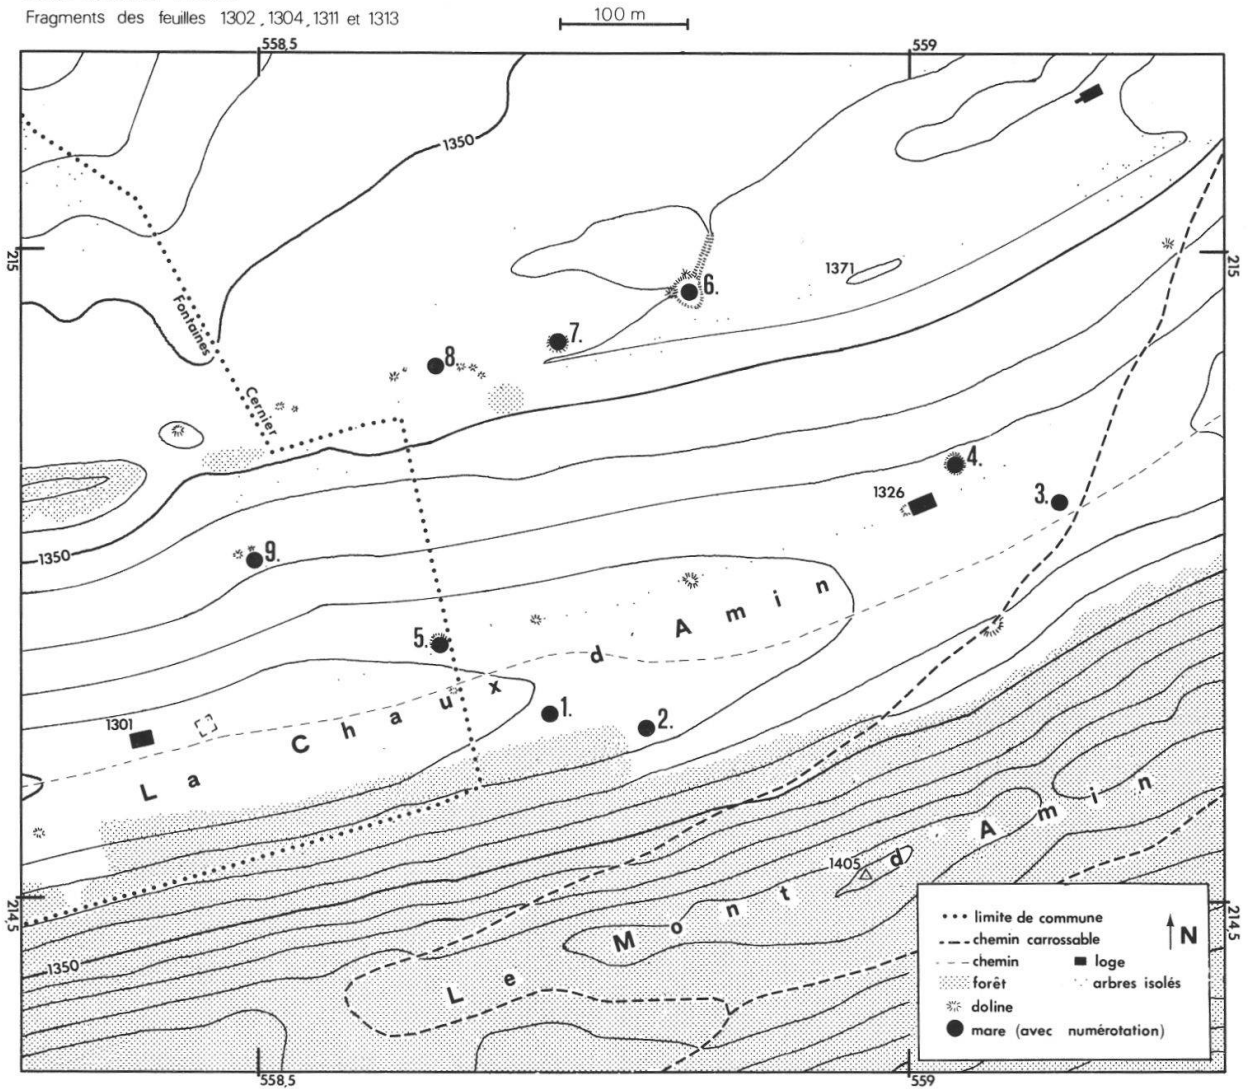 Fragments des feuilles 1302, 1304, 1311 et 1313
100 m
558,5
559
1350
215
215
1371
6.
Fontaines
7.
8.
Cernier
4.
1326
3.
1350
9.
5.
1.
2.
1301
La Chaux d'Amin
1405
Le Mont d'Amin
214,5
214,5
1350
limite de commune
chemin carrossable
N
chemin
loge
forêt
arbres isolés
doline
mare (avec numérotation)
558,5
559